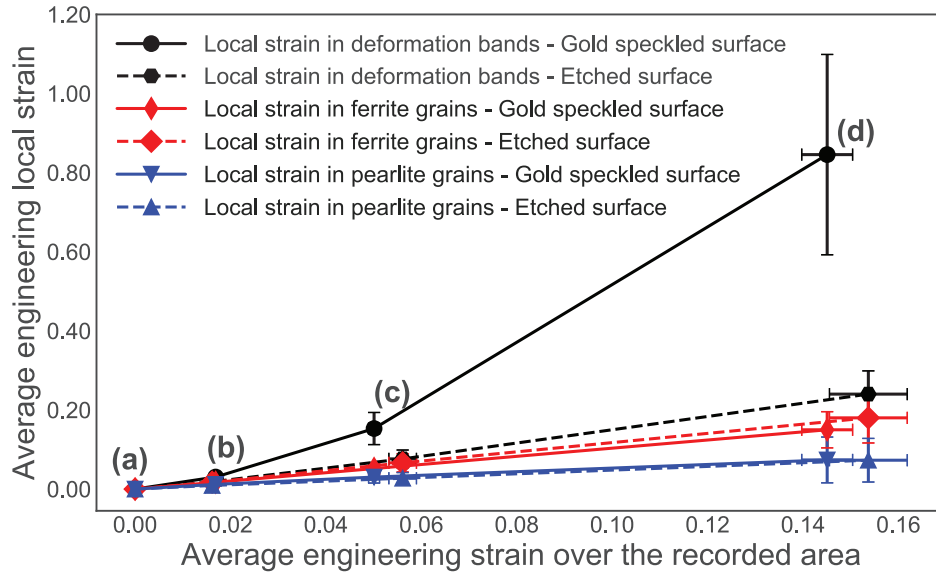 1.20
1.00
0.80
0.60
0.40
0.20
0.00
Average engineering local strain
Local strain in deformation bands - Gold speckled surface
Local strain in deformation bands - Etched surface
Local strain in ferrite grains - Gold speckled surface
Local strain in ferrite grains - Etched surface
Local strain in pearlite grains - Gold speckled surface
Local strain in pearlite grains - Etched surface
(d)
(c)
(b)
(a)
0.00 0.02 0.04 0.06 0.08 0.10 0.12 0.14 0.16
Average engineering strain over the recorded area